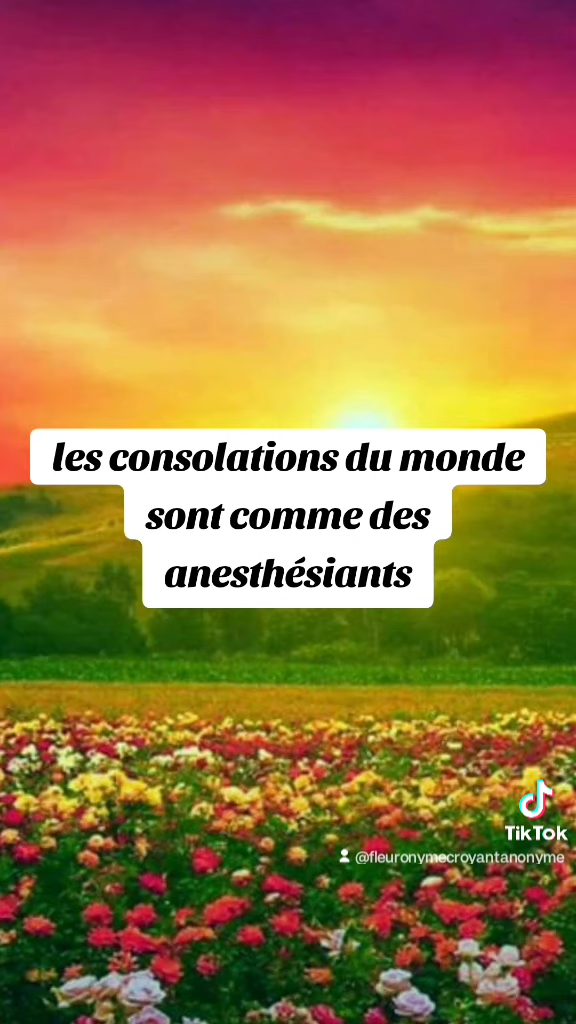 les consolations du monde
sont comme des
anesthésiants
TikTok
@fleuronymecroyantanonyme